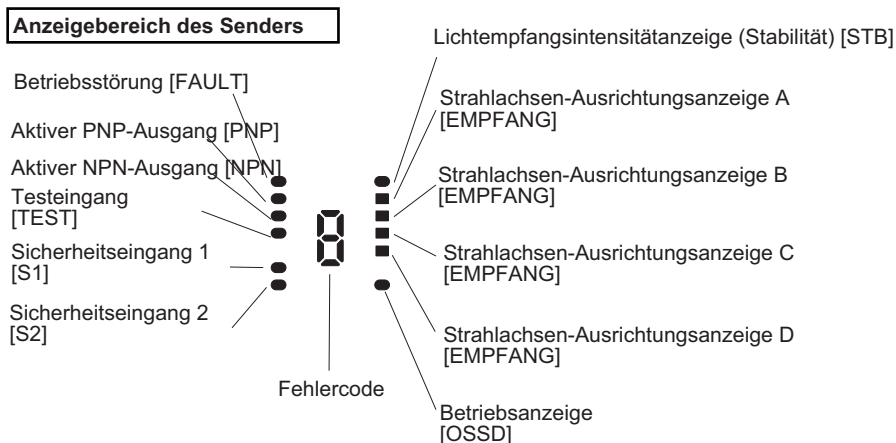 Anzeigebereich des Senders
Betriebsstörung [FAULT]
Aktiver PNP-Ausgang [PNP]
Aktiver NPN-Ausgang [NPN]
Testeingang
[TEST]
Sicherheitseingang 1
[S1]
Sicherheitseingang 2
[S2]
Fehlercode
Lichtempfangsintensitätanzeige (Stabilität) [STB]
Strahlachsen-Ausrichtungsanzeige A
[EMPFANG]
Strahlachsen-Ausrichtungsanzeige B
[EMPFANG]
Strahlachsen-Ausrichtungsanzeige C
[EMPFANG]
Strahlachsen-Ausrichtungsanzeige D
[EMPFANG]
Betriebsanzeige
[OSSD]
8